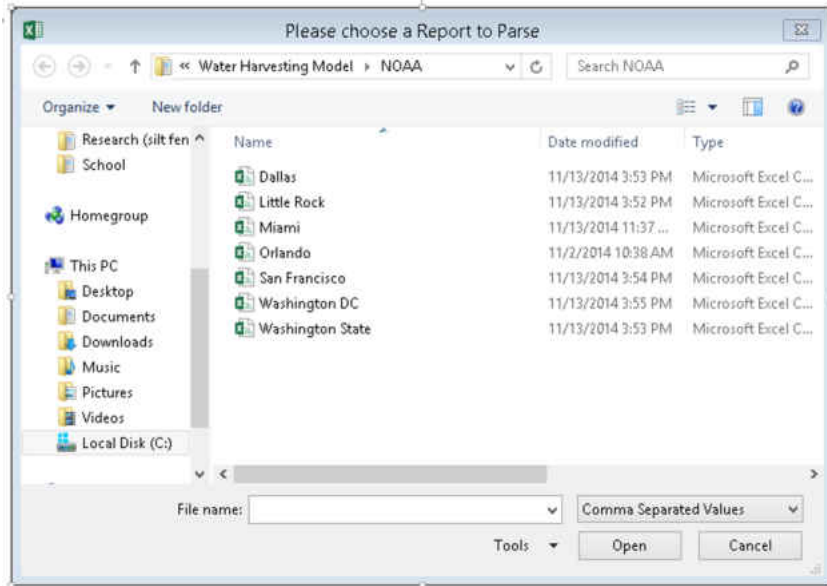 Please choose a Report to Parse
« Water Harvesting Model ▸ NOAA
Search NOAA
Organize
New folder
Research (silt fen
School
Homegroup
This PC
Desktop
Documents
Downloads
Music
Pictures
Videos
Local Disk (C:)
Name Date modified Type
Dallas 11/13/2014 3:53 PM Microsoft Excel C...
Little Rock 11/13/2014 3:52 PM Microsoft Excel C...
Miami 11/13/2014 11:37 ... Microsoft Excel C...
Orlando 11/2/2014 10:38 AM Microsoft Excel C...
San Francisco 11/13/2014 3:54 PM Microsoft Excel C...
Washington DC 11/13/2014 3:55 PM Microsoft Excel C...
Washington State 11/13/2014 3:53 PM Microsoft Excel C...
File name:
Comma Separated Values
Tools
Open
Cancel